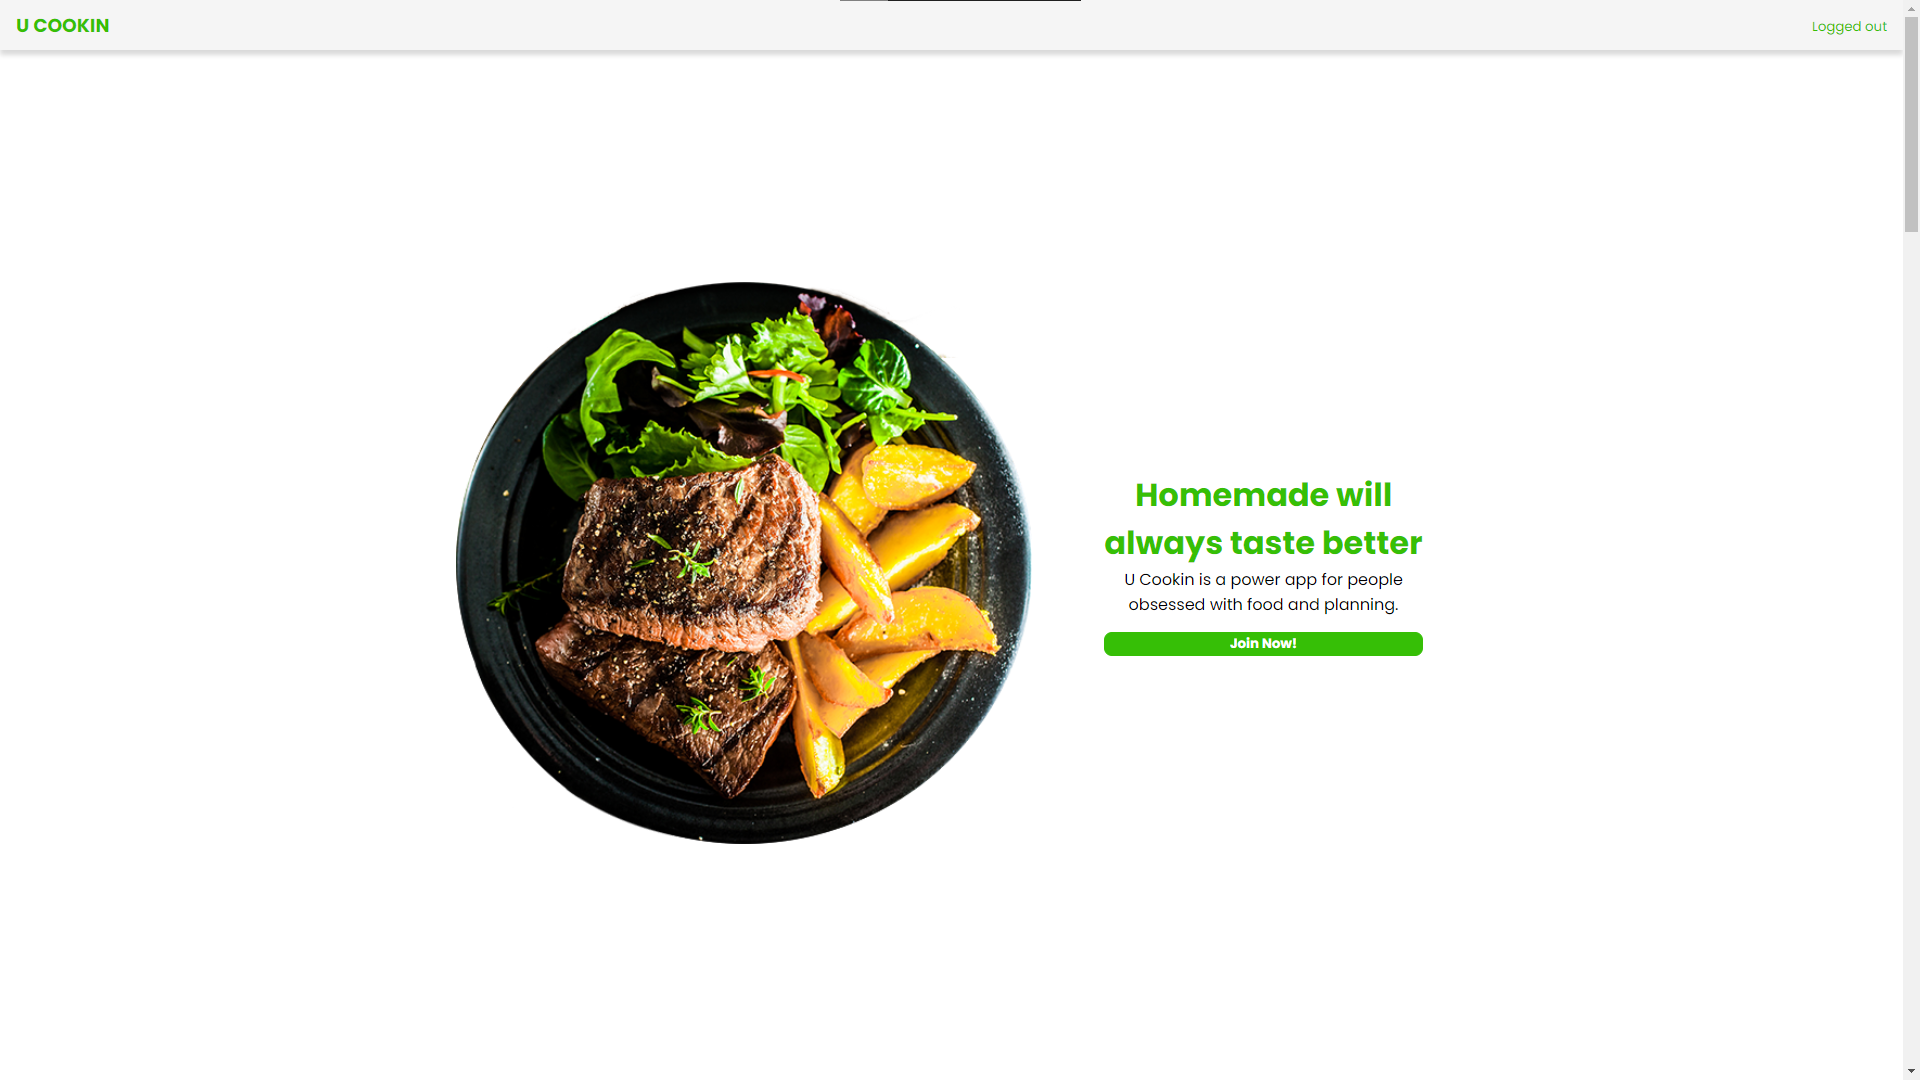 U COOKIN
Logged out
Homemade will
always taste better
U Cookin is a power app for people
obsessed with food and planning.
Join Now!